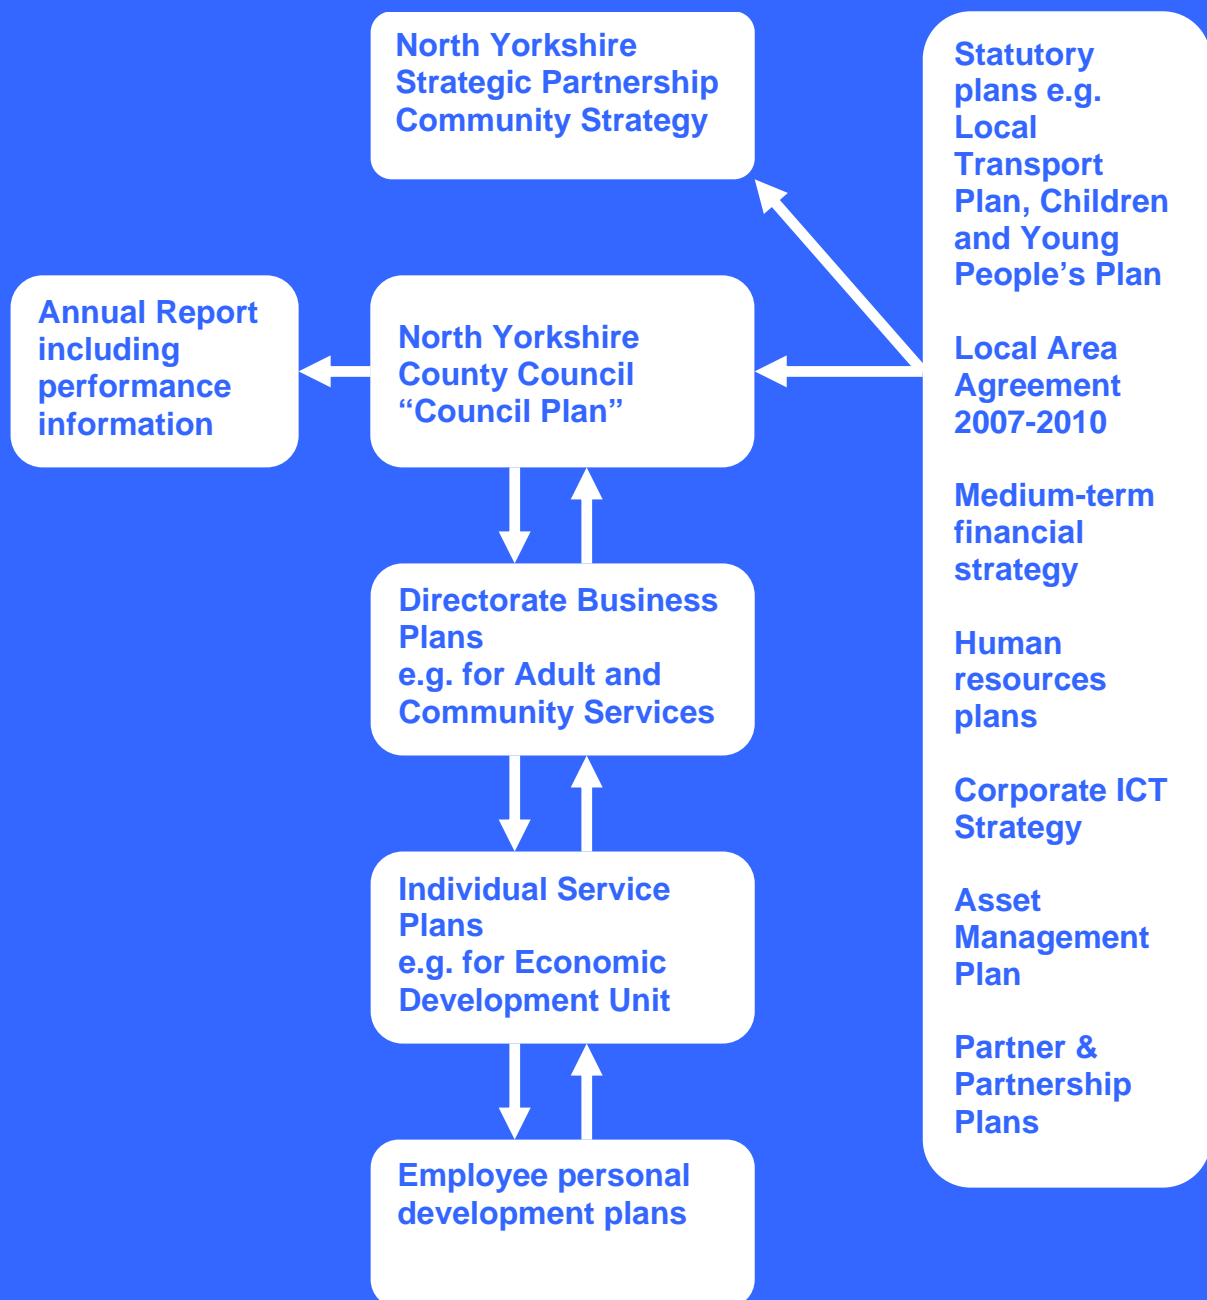 North Yorkshire
Strategic Partnership
Community Strategy
Annual Report
including
performance
information
North Yorkshire
County Council
“Council Plan”
Directorate Business
Plans
e.g. for Adult and
Community Services
Individual Service
Plans
e.g. for Economic
Development Unit
Employee personal
development plans
Statutory
plans e.g.
Local
Transport
Plan, Children
and Young
People’s Plan
Local Area
Agreement
2007-2010
Medium-term
financial
strategy
Human
resources
plans
Corporate ICT
Strategy
Asset
Management
Plan
Partner &
Partnership
Plans